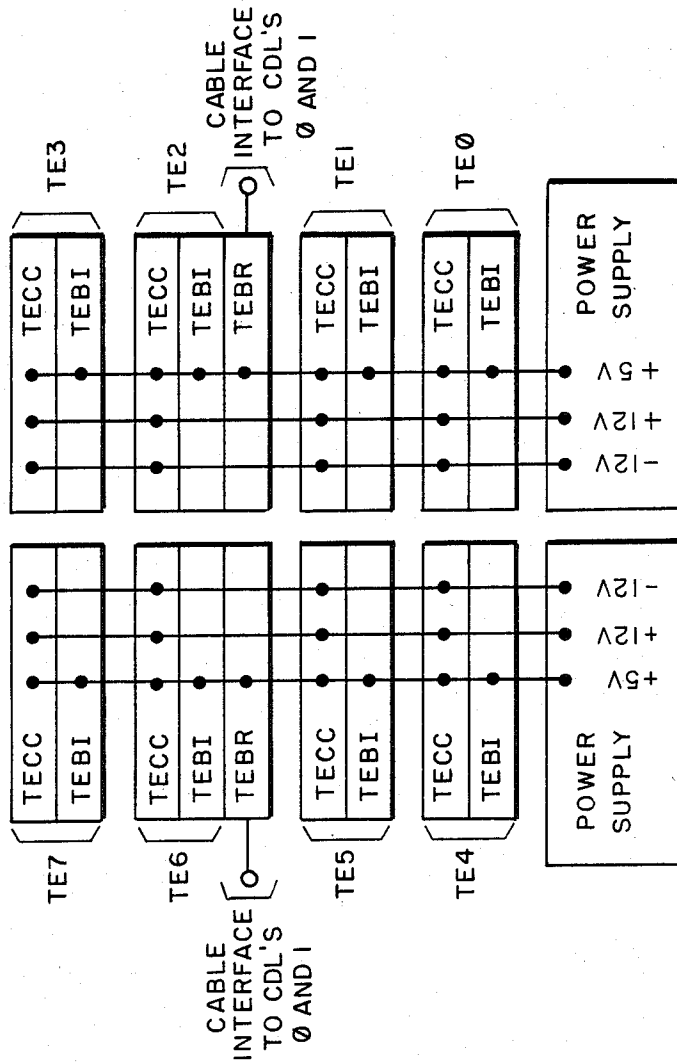 TE3
TECC
TEBI
TE2
TECC
TEBI
TEBR
CABLE
INTERFACE
TO CDL'S
Ø AND 1
TE1
TECC
TEBI
TEØ
TECC
TEBI
POWER
SUPPLY
+5V
+12V
-12V
TE7
TECC
TEBI
TE6
TECC
TEBI
TEBR
CABLE
INTERFACE
TO CDL'S
Ø AND 1
TE5
TECC
TEBI
TE4
TECC
TEBI
-12V
+12V
+5V
POWER
SUPPLY